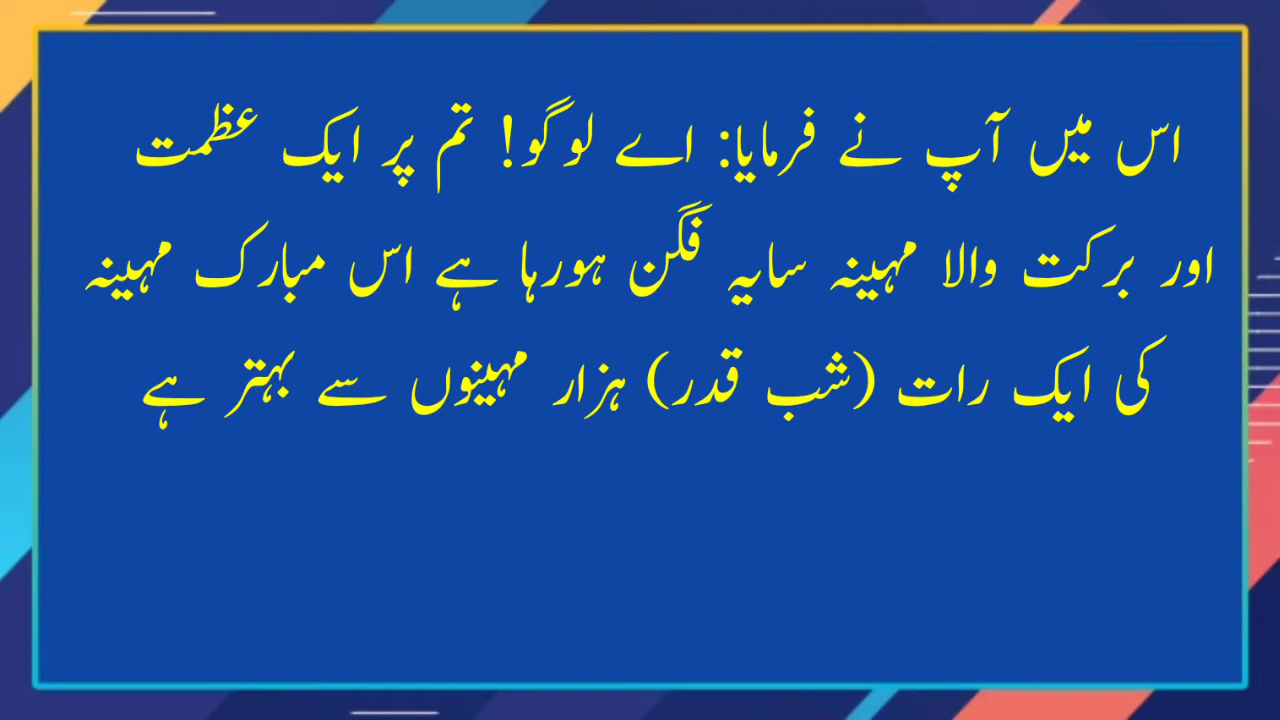 اس میں آپ نے فرمایا: اے لوگو! تم پر ایک عظمت
اور برکت والا مہینہ سایہ فگن ہورہا ہے اس مبارک مہینہ
کی ایک رات (شب قدر) ہزار مہینوں سے بہتر ہے